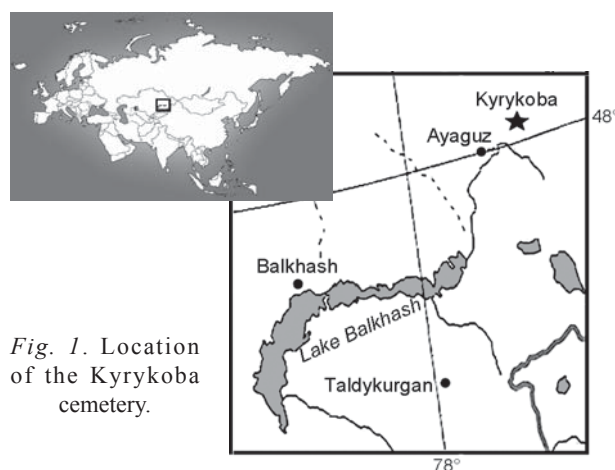 Kyrykoba
48°
Ayaguz
Balkhash
Lake Balkhash
Taldykurgan
78°
Fig. 1. Location
of the Kyrykoba
cemetery.